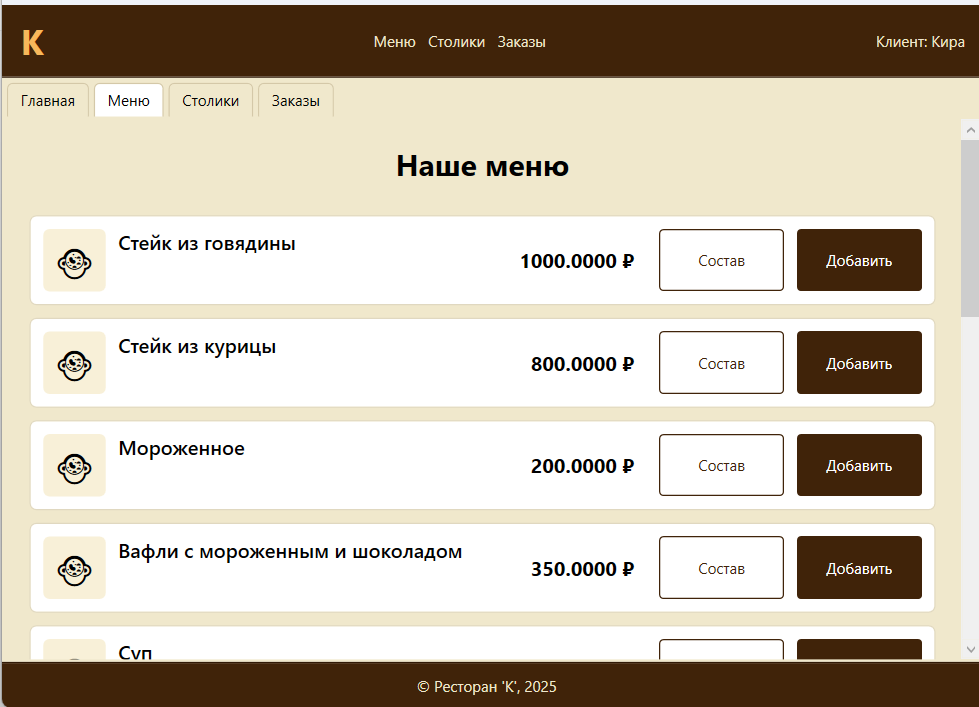 K
Меню Столики Заказы
Клиент: Кира
Главная Меню Столики Заказы
Наше меню
Стейк из говядины
1000.0000 ₽ Состав Добавить
Стейк из курицы
800.0000 ₽ Состав Добавить
Мороженное
200.0000 ₽ Состав Добавить
Вафли с мороженным и шоколадом
350.0000 ₽ Состав Добавить
Суп
© Ресторан 'К', 2025